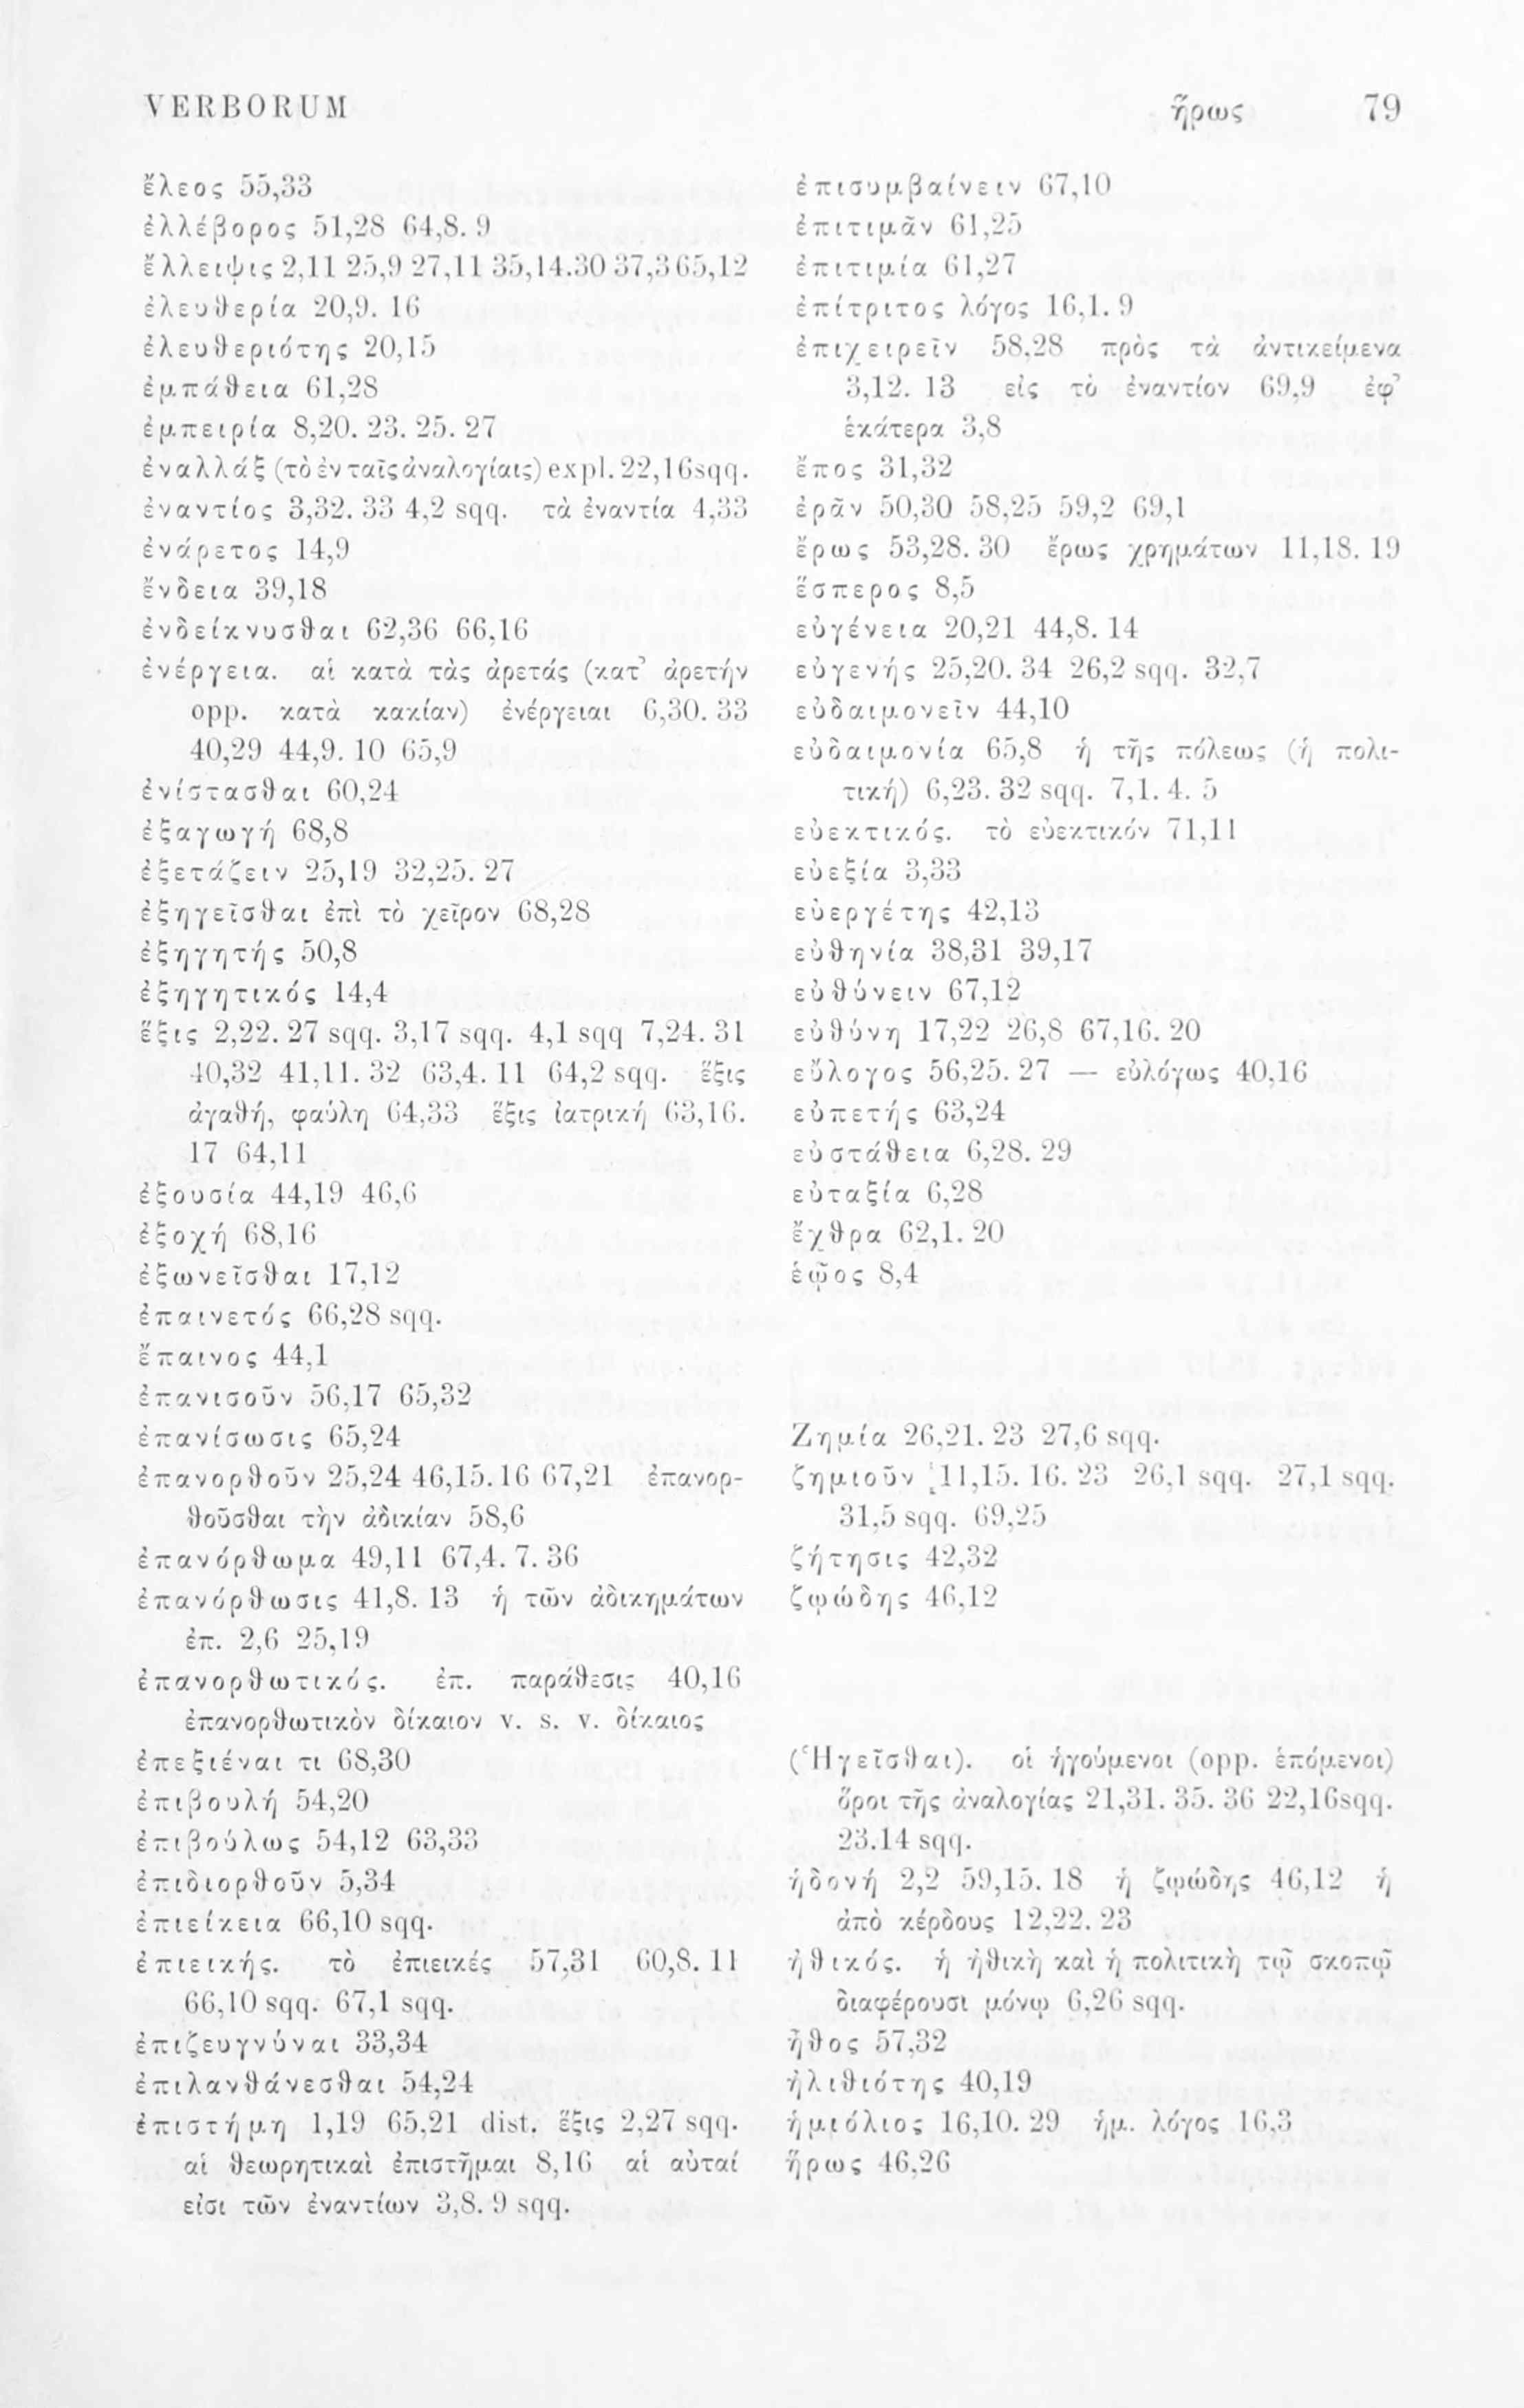 VERBORUM ἥρως 79
ἔλεος 55,33
ἑλλέβορος 51,28 64,8. 9
ἔλλειψις 2,11 25,9 27,11 35,14.30 37,3 65,12
ἐλευθερία 20,9. 16
ἐλευθεριότης 20,15
ἐμπάθεια 61,28
ἐμπειρία 8,20. 23. 25. 27
ἐναλλάξ (τὸ ἐν ταῖς ἀναλογίαις) expl. 22,16sqq.
ἐναντίος 3,32. 33 4,2 sqq. τὰ ἐναντία 4,33
ἐνάρετος 14,9
ἔνδεια 39,18
ἐνδείκνυσθαι 62,36 66,16
ἐνέργεια. αἱ κατὰ τὰς ἀρετάς (κατ’ ἀρετήν
opp. κατὰ κακίαν) ἐνέργειαι 6,30. 33
40,29 44,9. 10 65,9
ἐνίστασθαι 60,24
ἐξαγωγή 68,8
ἐξετάζειν 25,19 32,25. 27
ἐξηγεῖσθαι ἐπὶ τὸ χεῖρον 68,28
ἐξηγητής 50,8
ἐξηγητικός 14,4
ἕξις 2,22. 27 sqq. 3,17 sqq. 4,1 sqq 7,24. 31
40,32 41,11. 32 63,4. 11 64,2 sqq. ἕξις
ἀγαθή, φαύλη 64,33 ἕξις ἰατρική 63,16.
17 64,11
ἐξουσία 44,19 46,6
ἐξοχή 68,16
ἐξωνεῖσθαι 17,12
ἐπαινετός 66,28 sqq.
ἔπαινος 44,1
ἐπανισοῦν 56,17 65,32
ἐπανίσωσις 65,24
ἐπανορθοῦν 25,24 46,15. 16 67,21 ἐπανορ-
θοῦσθαι τὴν ἀδικίαν 58,6
ἐπανόρθωμα 49,11 67,4. 7. 36
ἐπανόρθωσις 41,8. 13 ἡ τῶν ἀδικημάτων
ἐπ. 2,6 25,19
ἐπανορθωτικός. ἐπ. παράθεσις 40,16
ἐπανορθωτικὸν δίκαιον v. s. v. δίκαιος
ἐπεξιέναι τι 68,30
ἐπιβουλή 54,20
ἐπιβούλως 54,12 63,33
ἐπιδιορθοῦν 5,34
ἐπιείκεια 66,10 sqq.
ἐπιεικής. τὸ ἐπιεικές 57,31 60,8. 11
66,10 sqq. 67,1 sqq.
ἐπιζευγνύναι 33,34
ἐπιλανθάνεσθαι 54,24
ἐπιστήμη 1,19 65,21 dist. ἕξις 2,27 sqq.
αἱ θεωρητικαὶ ἐπιστῆμαι 8,16 αἱ αὐταί
εἰσι τῶν ἐναντίων 3,8. 9 sqq.
ἐπισυμβαίνειν 67,10
ἐπιτιμᾶν 61,25
ἐπιτιμία 61,27
ἐπίτριτος λόγος 16,1. 9
ἐπιχειρεῖν 58,28 πρὸς τὰ ἀντικείμενα
3,12. 13 εἰς τὸ ἐναντίον 69,9 ἐφ’
ἑκάτερα 3,8
ἔπος 31,32
ἐρᾶν 50,30 58,25 59,2 69,1
ἔρως 53,28. 30 ἔρως χρημάτων 11,18. 19
ἕσπερος 8,5
εὐγένεια 20,21 44,8. 14
εὐγενής 25,20. 34 26,2 sqq. 32,7
εὐδαιμονεῖν 44,10
εὐδαιμονία 65,8 ἡ τῆς πόλεως (ἡ πολι-
τική) 6,23. 32 sqq. 7,1. 4. 5
εὐεκτικός. τὸ εὐεκτικόν 71,11
εὐεξία 3,33
εὐεργέτης 42,13
εὐθηνία 38,31 39,17
εὐθύνειν 67,12
εὐθύνη 17,22 26,8 67,16. 20
εὔλογος 56,25. 27 — εὐλόγως 40,16
εὐπετής 63,24
εὐστάθεια 6,28. 29
εὐταξία 6,28
ἔχθρα 62,1. 20
ἑῷος 8,4
Ζημία 26,21. 23 27,6 sqq.
ζημιοῦν 11,15. 16. 23 26,1 sqq. 27,1 sqq.
31,5 sqq. 69,25
ζήτησις 42,32
ζῳώδης 46,12
(Ἡγεῖσθαι). οἱ ἡγούμενοι (opp. ἑπόμενοι)
ὅροι τῆς ἀναλογίας 21,31. 35. 36 22,16sqq.
23.14 sqq.
ἡδονή 2,2 59,15. 18 ἡ ζῳώδης 46,12 ἡ
ἀπὸ κέρδους 12,22. 23
ἠθικός. ἡ ἠθικὴ καὶ ἡ πολιτικὴ τῷ σκοπῷ
διαφέρουσι μόνῳ 6,26 sqq.
ἦθος 57,32
ἠλιθιότης 40,19
ἡμιόλιος 16,10. 29 ἡμ. λόγος 16,3
ἥρως 46,26